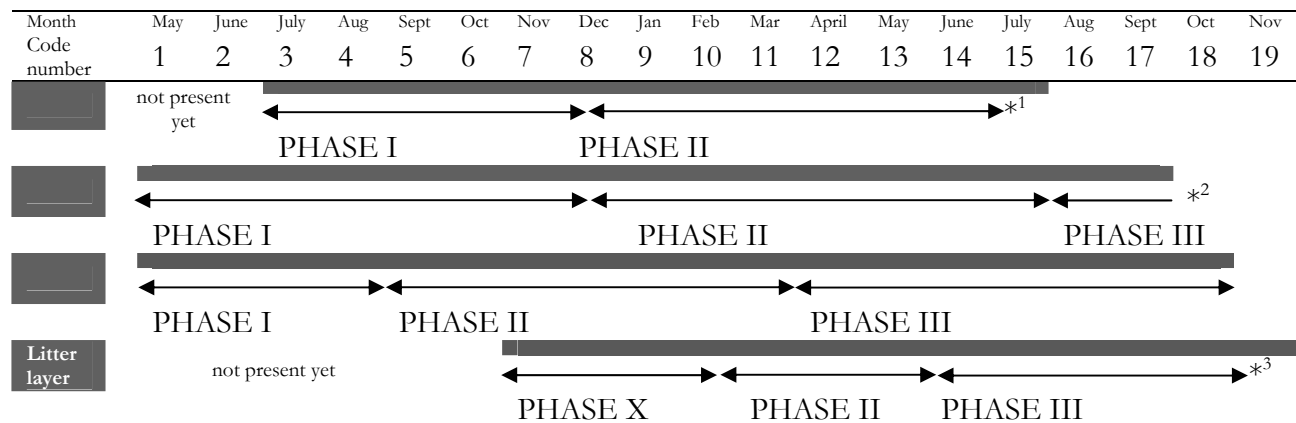 Month May June July Aug Sept Oct Nov Dec Jan Feb Mar April May June July Aug Sept Oct Nov
Code
number 1 2 3 4 5 6 7 8 9 10 11 12 13 14 15 16 17 18 19
not present
yet
*1
PHASE I PHASE II
*2
PHASE I PHASE II PHASE III
PHASE I PHASE II PHASE III
Litter
layer
not present yet
*3
PHASE X PHASE II PHASE III